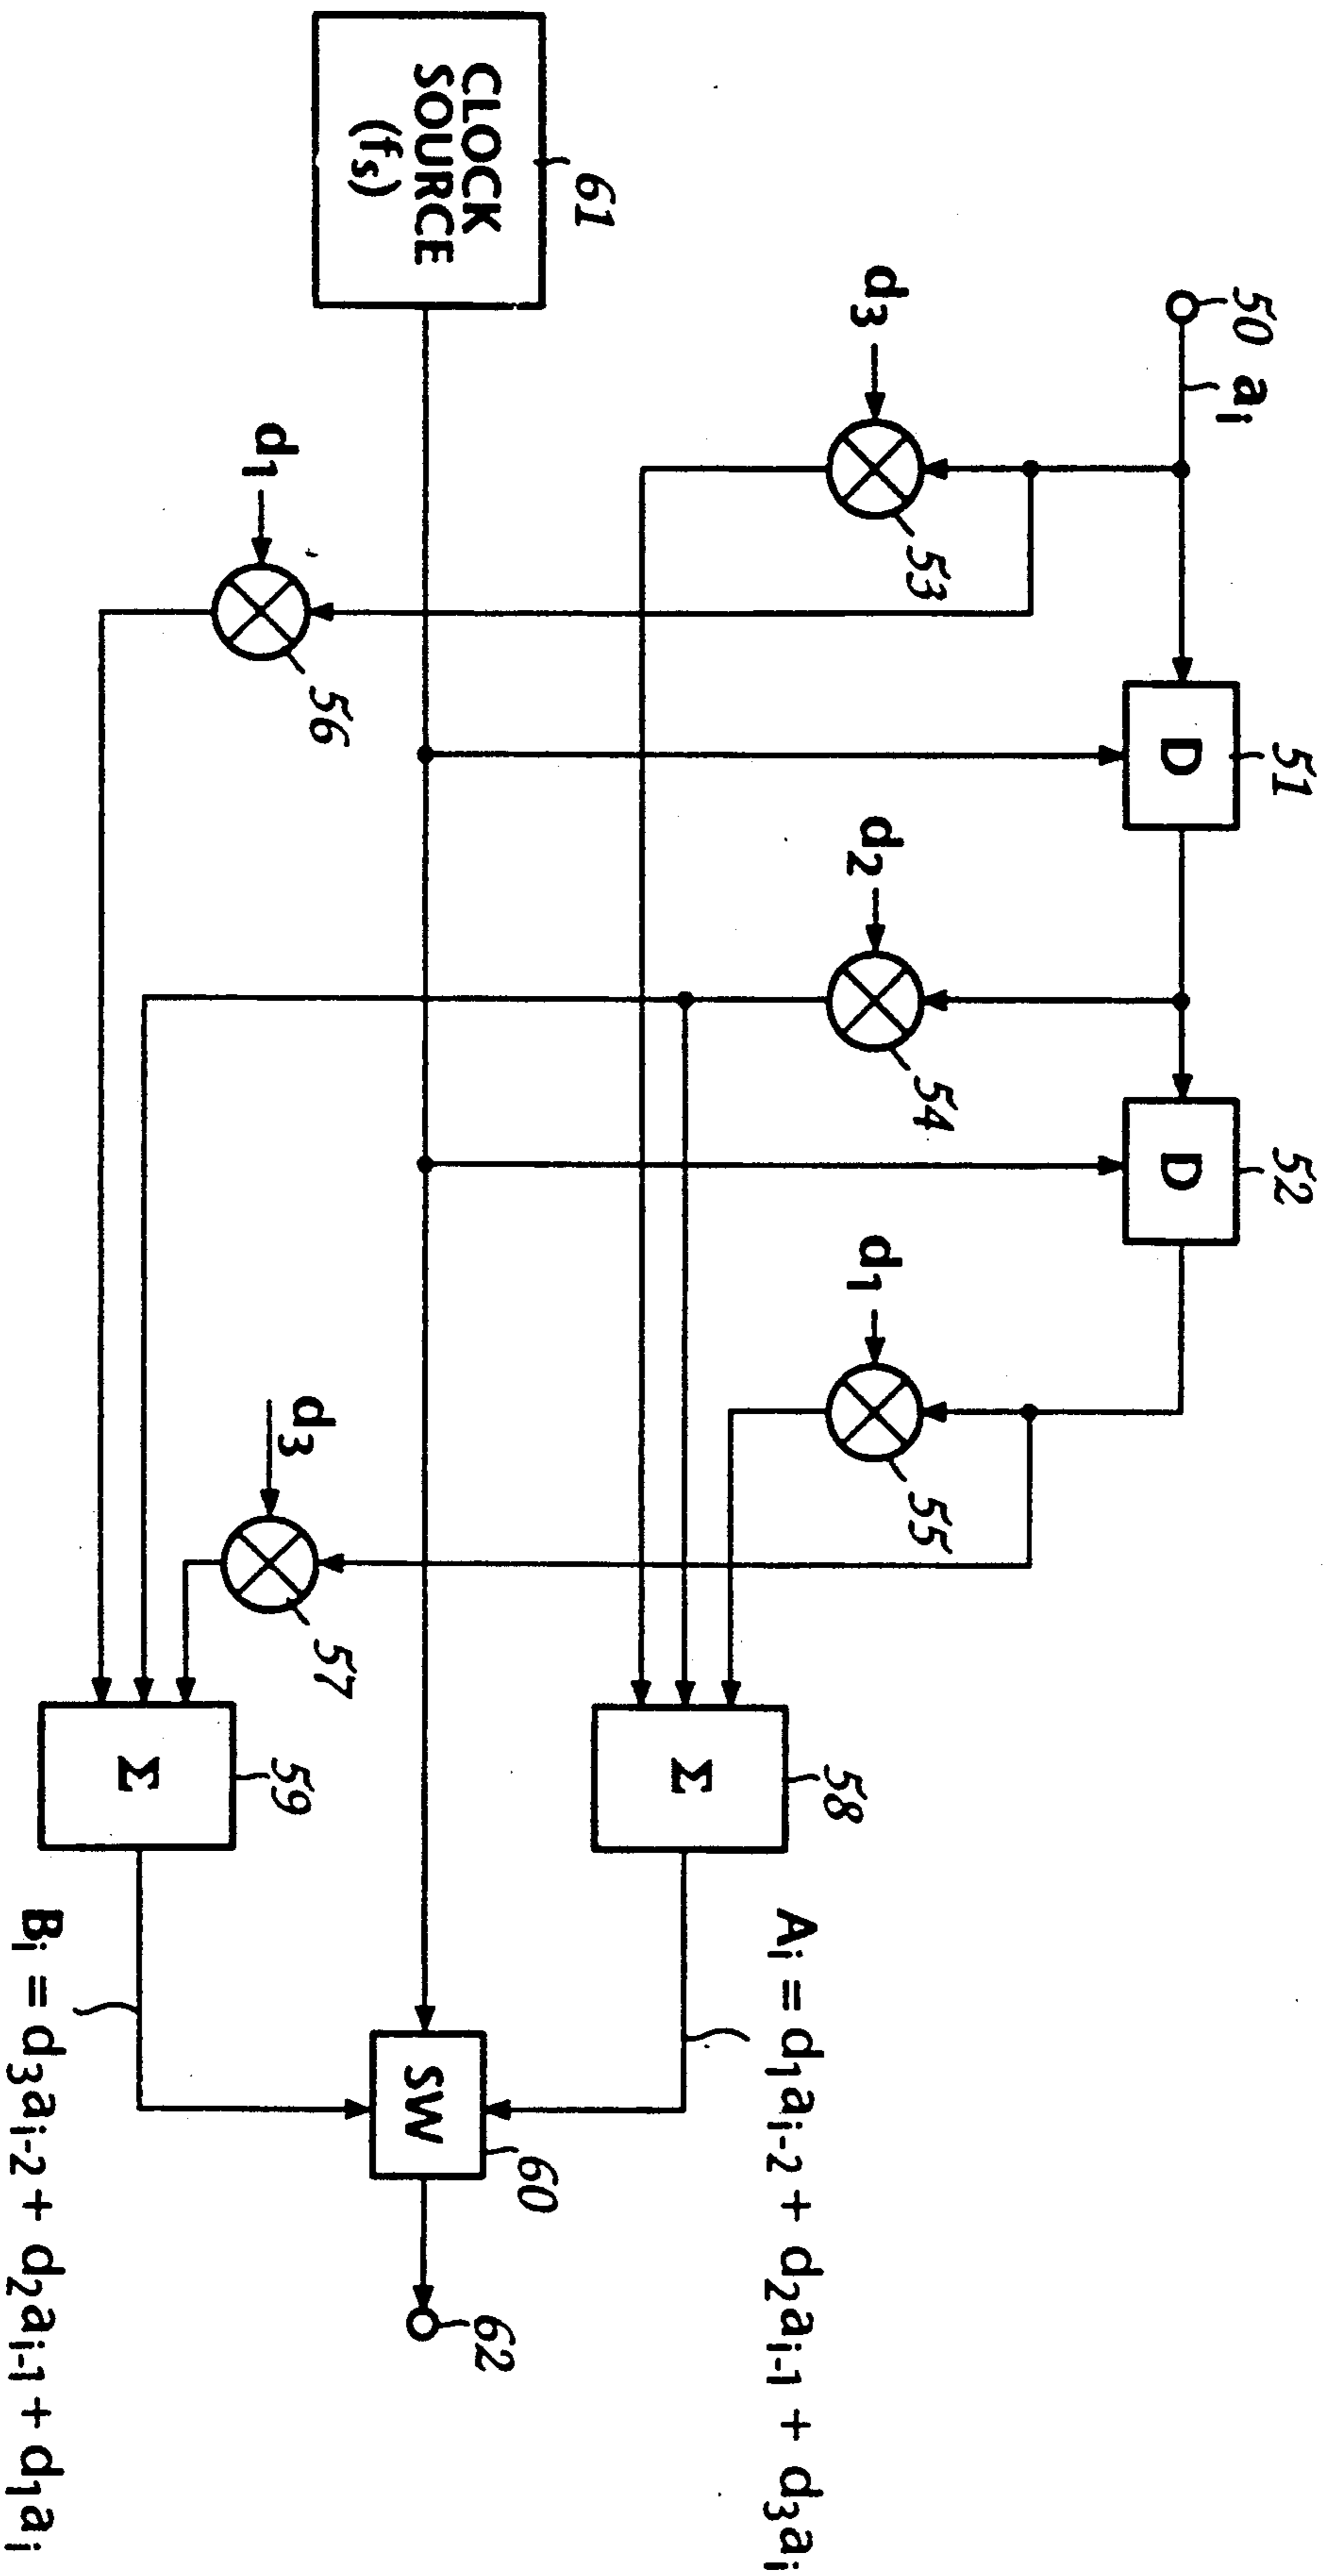 50
aᵢ
51
D
52
D
d₃
53
d₂
54
d₁
55
58
Σ
Aᵢ = d₁aᵢ₋₂ + d₂aᵢ₋₁ + d₃aᵢ
61
CLOCK
SOURCE
(fₛ)
SW
60
62
d₁
56
d₃
57
59
Σ
Bᵢ = d₃aᵢ₋₂ + d₂aᵢ₋₁ + d₁aᵢ